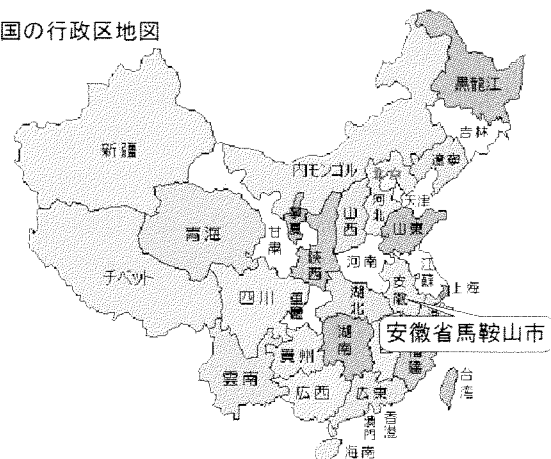 国の行政区地図
黒龍江
吉林
遼寧
新疆
内モンゴル
北京
天津
河北
山西
山東
寧夏
青海
甘粛
陝西
河南
江蘇
安徽
上海
チベット
四川
重慶
湖北
安徽省馬鞍山市
湖南
貴州
福建
雲南
広西
広東
台湾
香港
澳門
海南